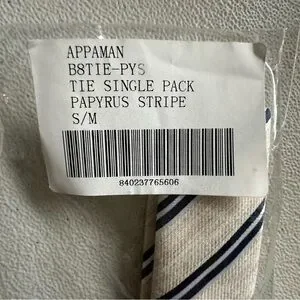 APPAMAN
B8TIE-PYS
TIE SINGLE PACK
PAPYRUS STRIPE
S/M
840237765606